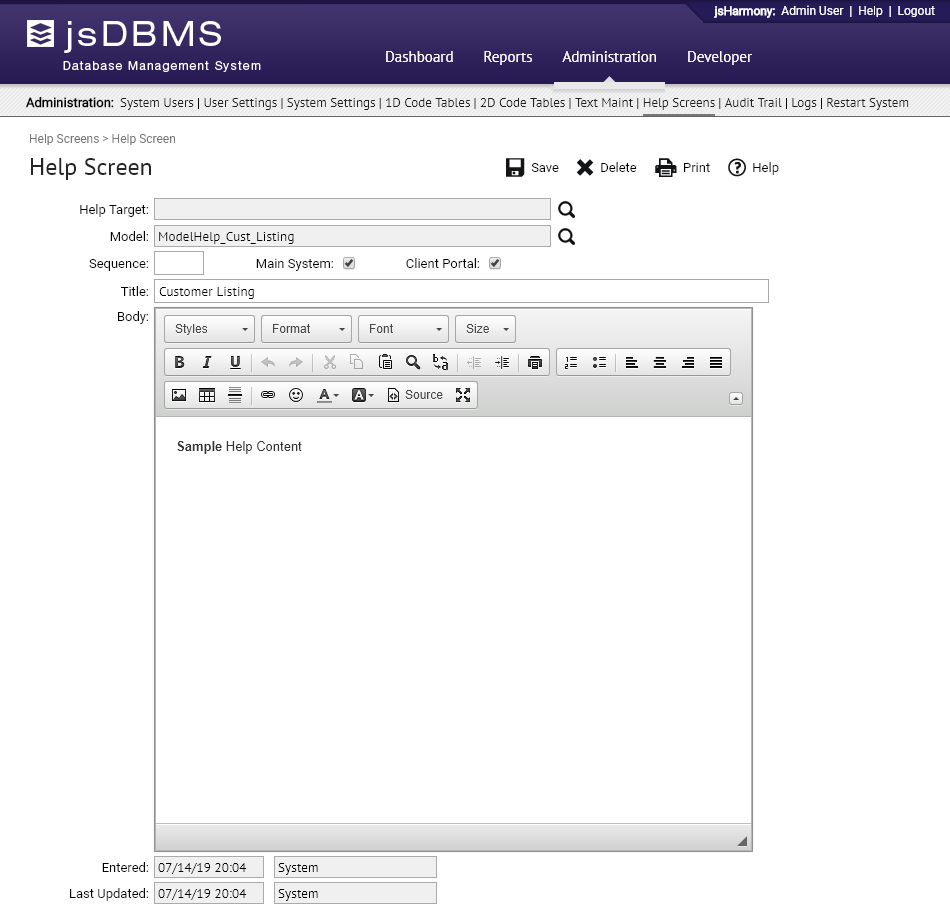 jsHarmony: Admin User | Help | Logout
jsDBMS
Database Management System
Dashboard Reports Administration Developer
Administration: System Users | User Settings | System Settings | 1D Code Tables | 2D Code Tables | Text Maint | Help Screens | Audit Trail | Logs | Restart System
Help Screens > Help Screen
Help Screen Save Delete Print Help
Help Target:
Model: ModelHelp_Cust_Listing
Sequence: Main System: Client Portal:
Title: Customer Listing
Body:
Styles Format Font Size
B I U
A A Source
Sample Help Content
Entered: 07/14/19 20:04 System
Last Updated: 07/14/19 20:04 System